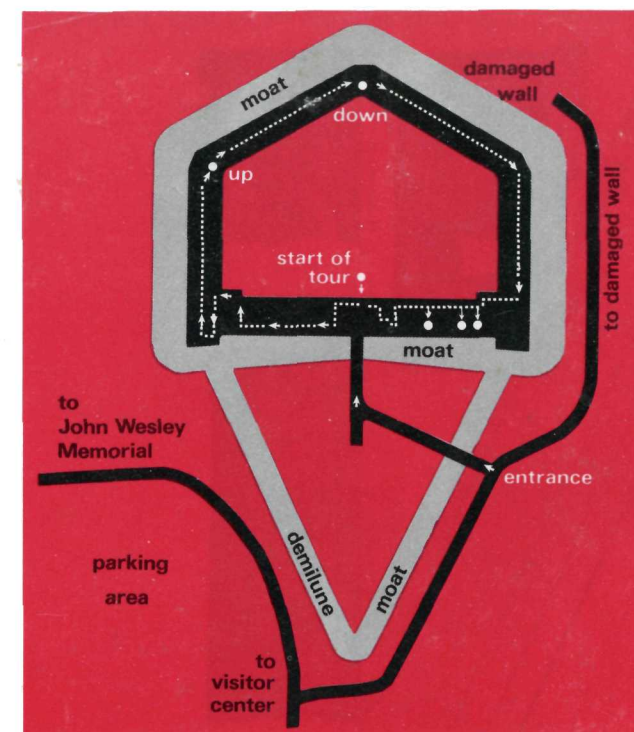 moat
damaged
wall
down
up
to damaged wall
start of
tour
moat
to
John Wesley
Memorial
entrance
demilune
moat
parking
area
to
visitor
center